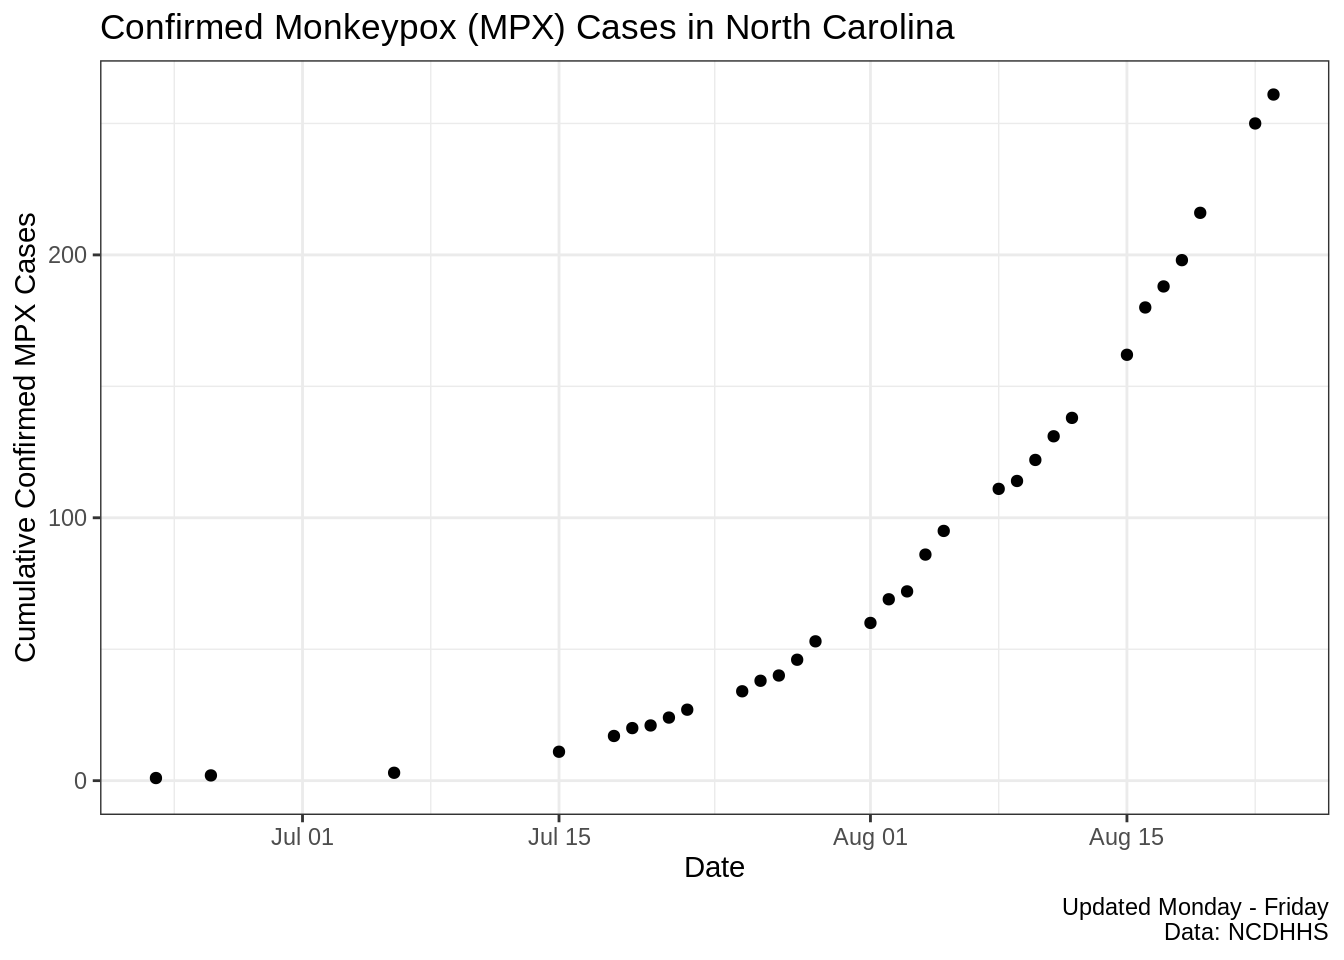 Confirmed Monkeypox (MPX) Cases in North Carolina
Cumulative Confirmed MPX Cases
200
100
0
Jul 01
Jul 15
Aug 01
Aug 15
Date
Updated Monday - Friday
Data: NCDHHS